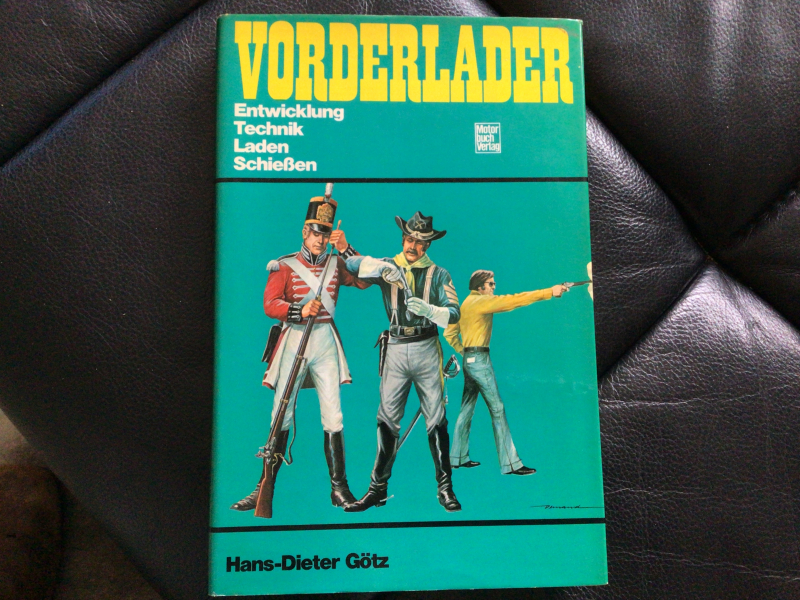 VORDERLADER
Entwicklung
Technik
Laden
Schießen
Motor
buch
Verlag
Hans-Dieter Götz